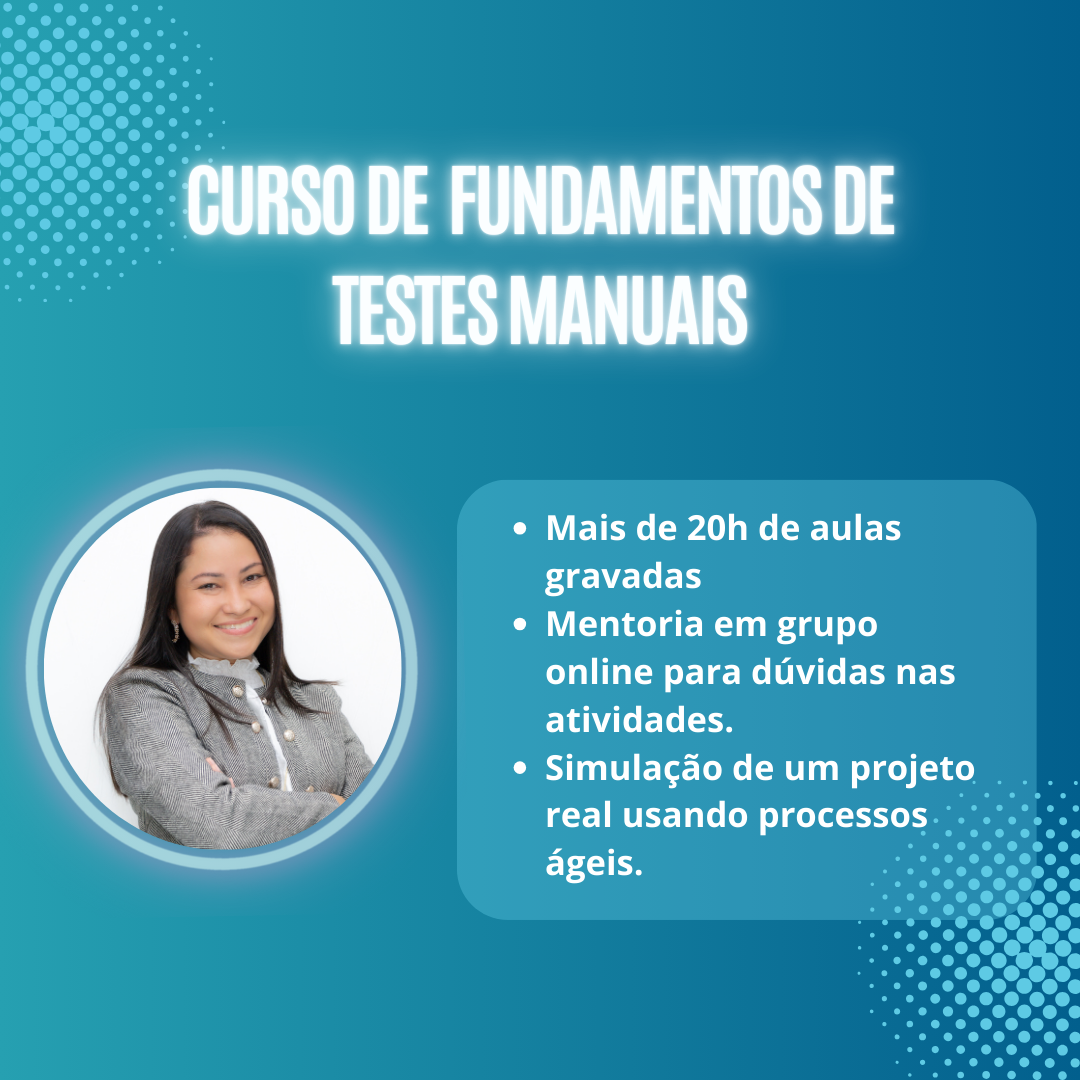 CURSO DE FUNDAMENTOS DE
TESTES MANUAIS
• Mais de 20h de aulas
gravadas
• Mentoria em grupo
online para dúvidas nas
atividades.
• Simulação de um projeto
real usando processos
ágeis.